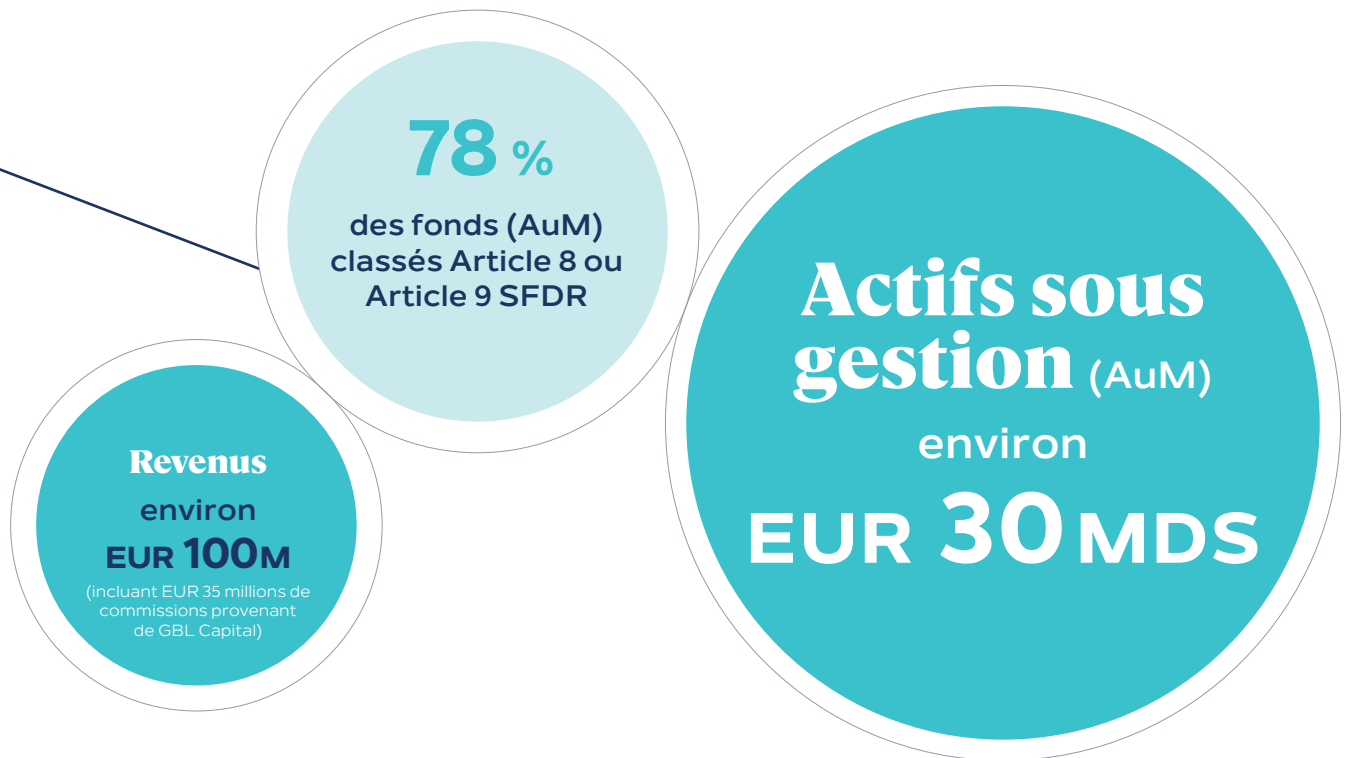 78 %
des fonds (AuM)
classés Article 8 ou
Article 9 SFDR
Actifs sous
gestion (AuM)
environ
EUR 30 MDS
Revenus
environ
EUR 100M
(incluant EUR 35 millions de
commissions provenant
de GBL Capital)